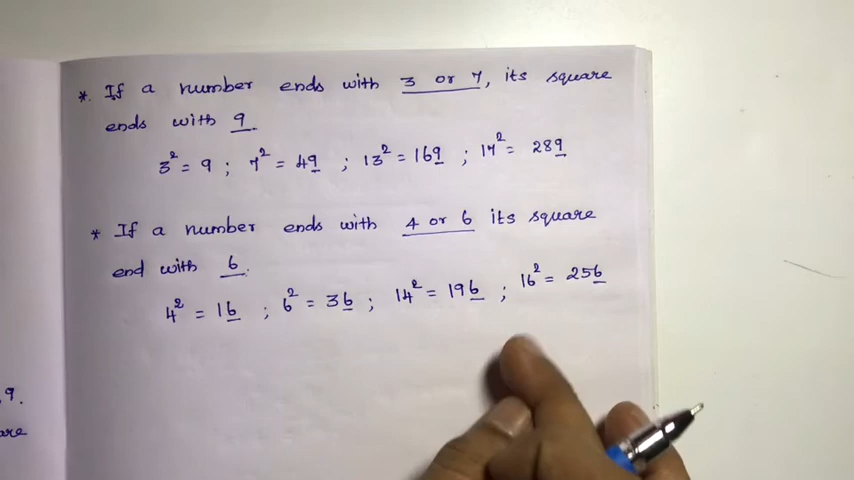 * If a number ends with 3 or 7, its square
ends with 9.
3² = 9 ; 7² = 49 ; 13² = 169 ; 17² = 289
* If a number ends with 4 or 6 its square
end with 6.
4² = 16 ; 6² = 36 ; 14² = 196 ; 16² = 256
9.
are